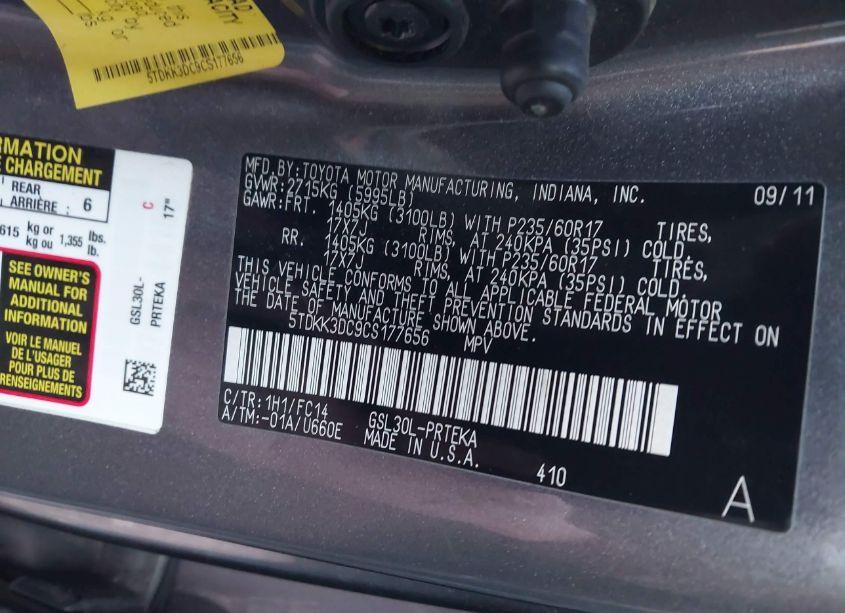 5TDKK3DC9CS177656
RMATION
E CHARGEMENT
REAR
ARRIÈRE :
6
615 kg or 1,355 lbs.
kg ou lb.
SEE OWNER'S
MANUAL FOR
ADDITIONAL
INFORMATION
VOIR LE MANUEL
DE L'USAGER
POUR PLUS DE
RENSEIGNEMENTS
C
17"
GSL30L-
PRTEKA
MFD.BY:TOYOTA MOTOR MANUFACTURING, INDIANA, INC. 09/11
GVWR:2715KG (5995LB)
GAWR:FRT. 1405KG (3100LB) WITH P235/60R17 TIRES,
17X7J RIMS, AT 240KPA (35PSI) COLD.
RR. 1405KG (3100LB) WITH P235/60R17 TIRES,
17X7J RIMS, AT 240KPA (35PSI) COLD.
THIS VEHICLE CONFORMS TO ALL APPLICABLE FEDERAL MOTOR
VEHICLE SAFETY AND THEFT PREVENTION STANDARDS IN EFFECT ON
THE DATE OF MANUFACTURE SHOWN ABOVE.
5TDKK3DC9CS177656 MPV
C/TR:1H1/FC14 GSL30L-PRTEKA
A/TM:-01A/U660E MADE IN U.S.A.
410
A